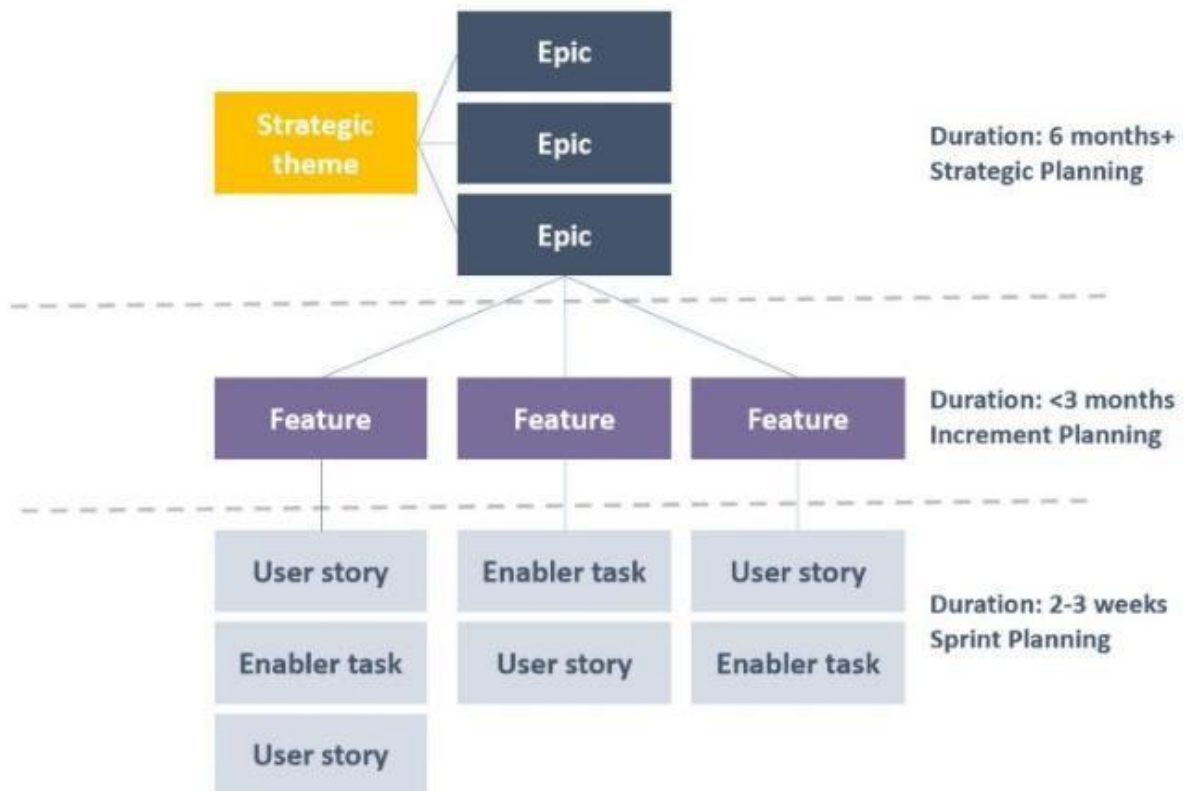 Epic
Strategic
theme
Epic
Duration: 6 months+
Strategic Planning
Epic
Feature
Feature
Feature
Duration: <3 months
Increment Planning
User story
Enabler task
User story
Duration: 2-3 weeks
Sprint Planning
Enabler task
User story
Enabler task
User story